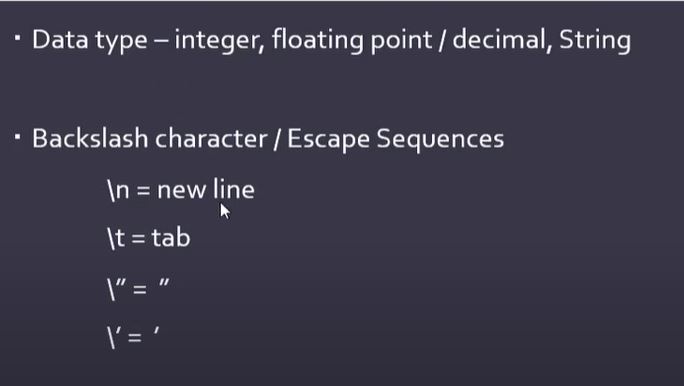 ▪ Data type – integer, floating point / decimal, String
▪ Backslash character / Escape Sequences
\n = new line
\t = tab
\” = ”
\’ = ’